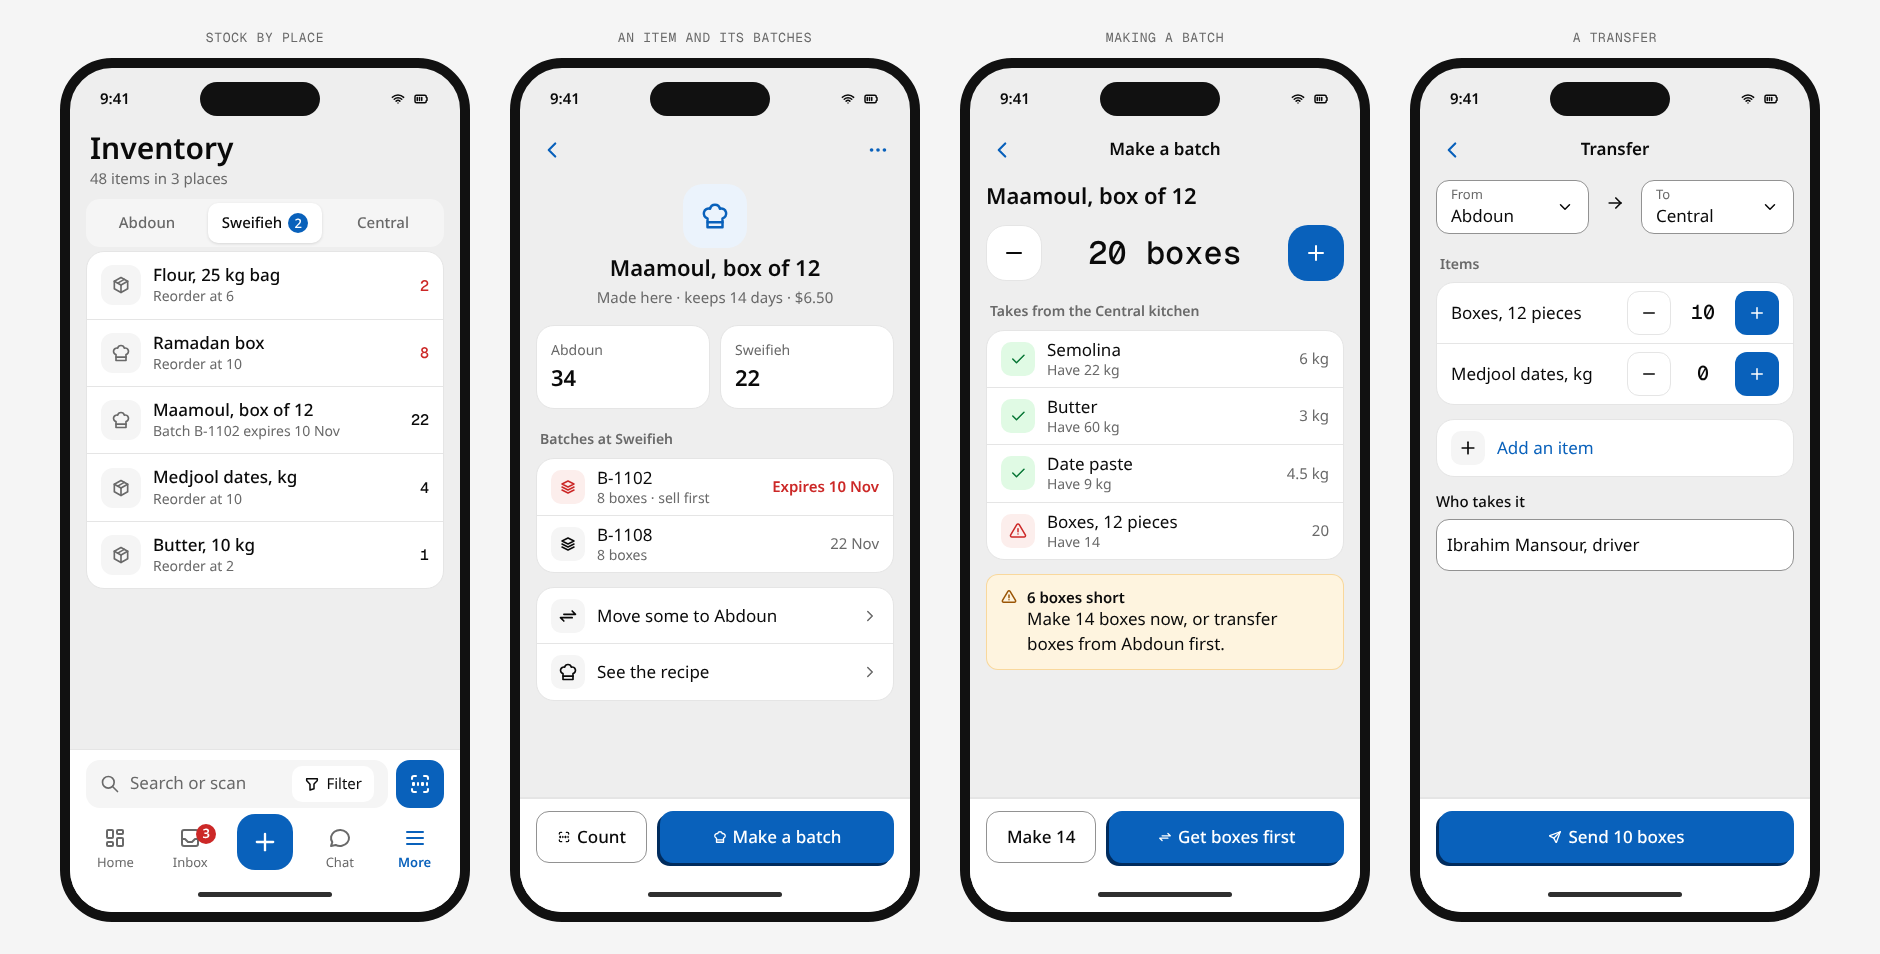 STOCK BY PLACE
9:41
Inventory
48 items in 3 places
Abdoun
Sweifieh 2
Central
Flour, 25 kg bag
Reorder at 6
2
Ramadan box
Reorder at 10
8
Maamoul, box of 12
Batch B-1102 expires 10 Nov
22
Medjool dates, kg
Reorder at 10
4
Butter, 10 kg
Reorder at 2
1
Search or scan
Filter
Home
Inbox
3
Chat
More
AN ITEM AND ITS BATCHES
9:41
Maamoul, box of 12
Made here · keeps 14 days · $6.50
Abdoun
34
Sweifieh
22
Batches at Sweifieh
B-1102
8 boxes · sell first
Expires 10 Nov
B-1108
8 boxes
22 Nov
Move some to Abdoun
See the recipe
Count
Make a batch
MAKING A BATCH
9:41
Make a batch
Maamoul, box of 12
20 boxes
Takes from the Central kitchen
Semolina
Have 22 kg
6 kg
Butter
Have 60 kg
3 kg
Date paste
Have 9 kg
4.5 kg
Boxes, 12 pieces
Have 14
20
6 boxes short
Make 14 boxes now, or transfer
boxes from Abdoun first.
Make 14
Get boxes first
A TRANSFER
9:41
Transfer
From
Abdoun
To
Central
Items
Boxes, 12 pieces
10
Medjool dates, kg
0
Add an item
Who takes it
Ibrahim Mansour, driver
Send 10 boxes